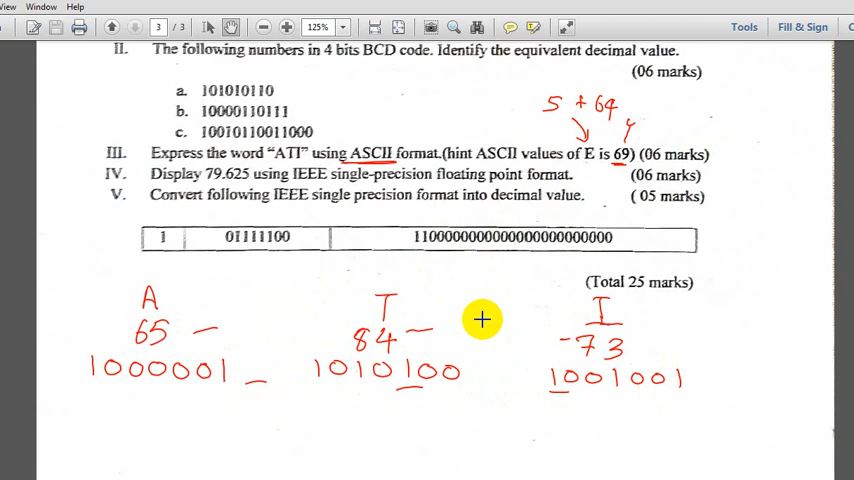 View Window Help
3 / 3 125% Tools Fill & Sign
II. The following numbers in 4 bits BCD code. Identify the equivalent decimal value.
(06 marks)
a. 101010110
b. 10000110111
c. 10010110011000
5 + 64
III. Express the word “ATI” using ASCII format.(hint ASCII values of E is 69) (06 marks)
IV. Display 79.625 using IEEE single-precision floating point format. (06 marks)
V. Convert following IEEE single precision format into decimal value. ( 05 marks)
1 01111100 11000000000000000000000
(Total 25 marks)
A T I
65 84 73
1000001 1010100 1001001